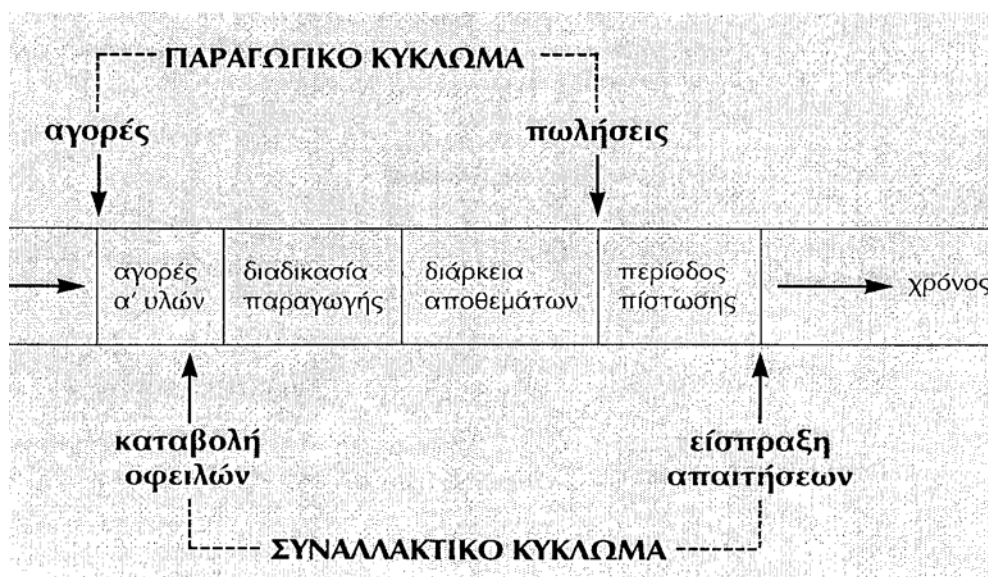 ΠΑΡΑΓΩΓΙΚΟ ΚΥΚΛΩΜΑ
αγορές
πωλήσεις
αγορές
α' υλών
διαδικασία
παραγωγής
διάρκεια
αποθεμάτων
περίοδος
πίστωσης
χρόνος
καταβολή
οφειλών
είσπραξη
απαιτήσεων
ΣΥΝΑΛΛΑΚΤΙΚΟ ΚΥΚΛΩΜΑ